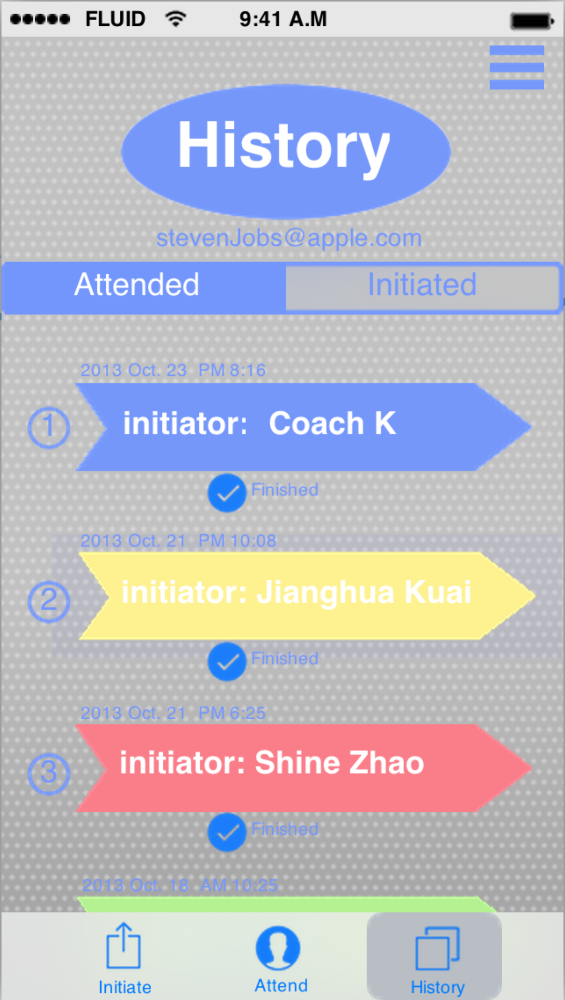 FLUID 9:41 A.M
History
stevenJobs@apple.com
Attended Initiated
2013 Oct. 23 PM 8:16
1 initiator: Coach K
Finished
2013 Oct. 21 PM 10:08
2 initiator: Jianghua Kuai
Finished
2013 Oct. 21 PM 6:25
3 initiator: Shine Zhao
Finished
2013 Oct. 18 AM 10:25
Initiate Attend History